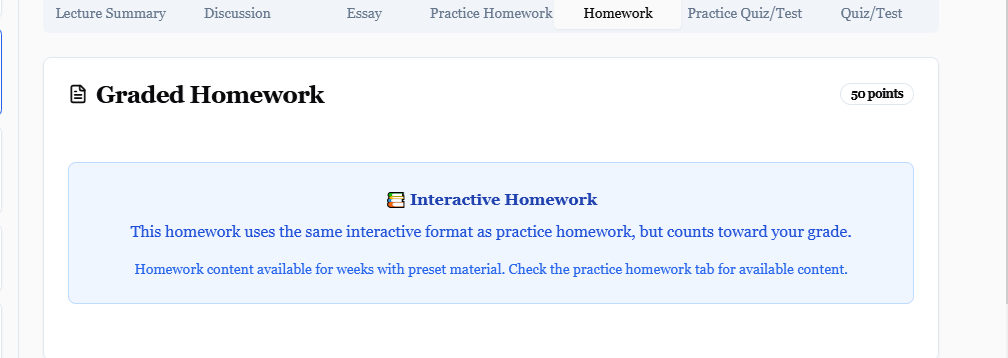 Lecture Summary Discussion Essay Practice Homework Homework Practice Quiz/Test Quiz/Test
Graded Homework 50 points
📚 Interactive Homework
This homework uses the same interactive format as practice homework, but counts toward your grade.
Homework content available for weeks with preset material. Check the practice homework tab for available content.